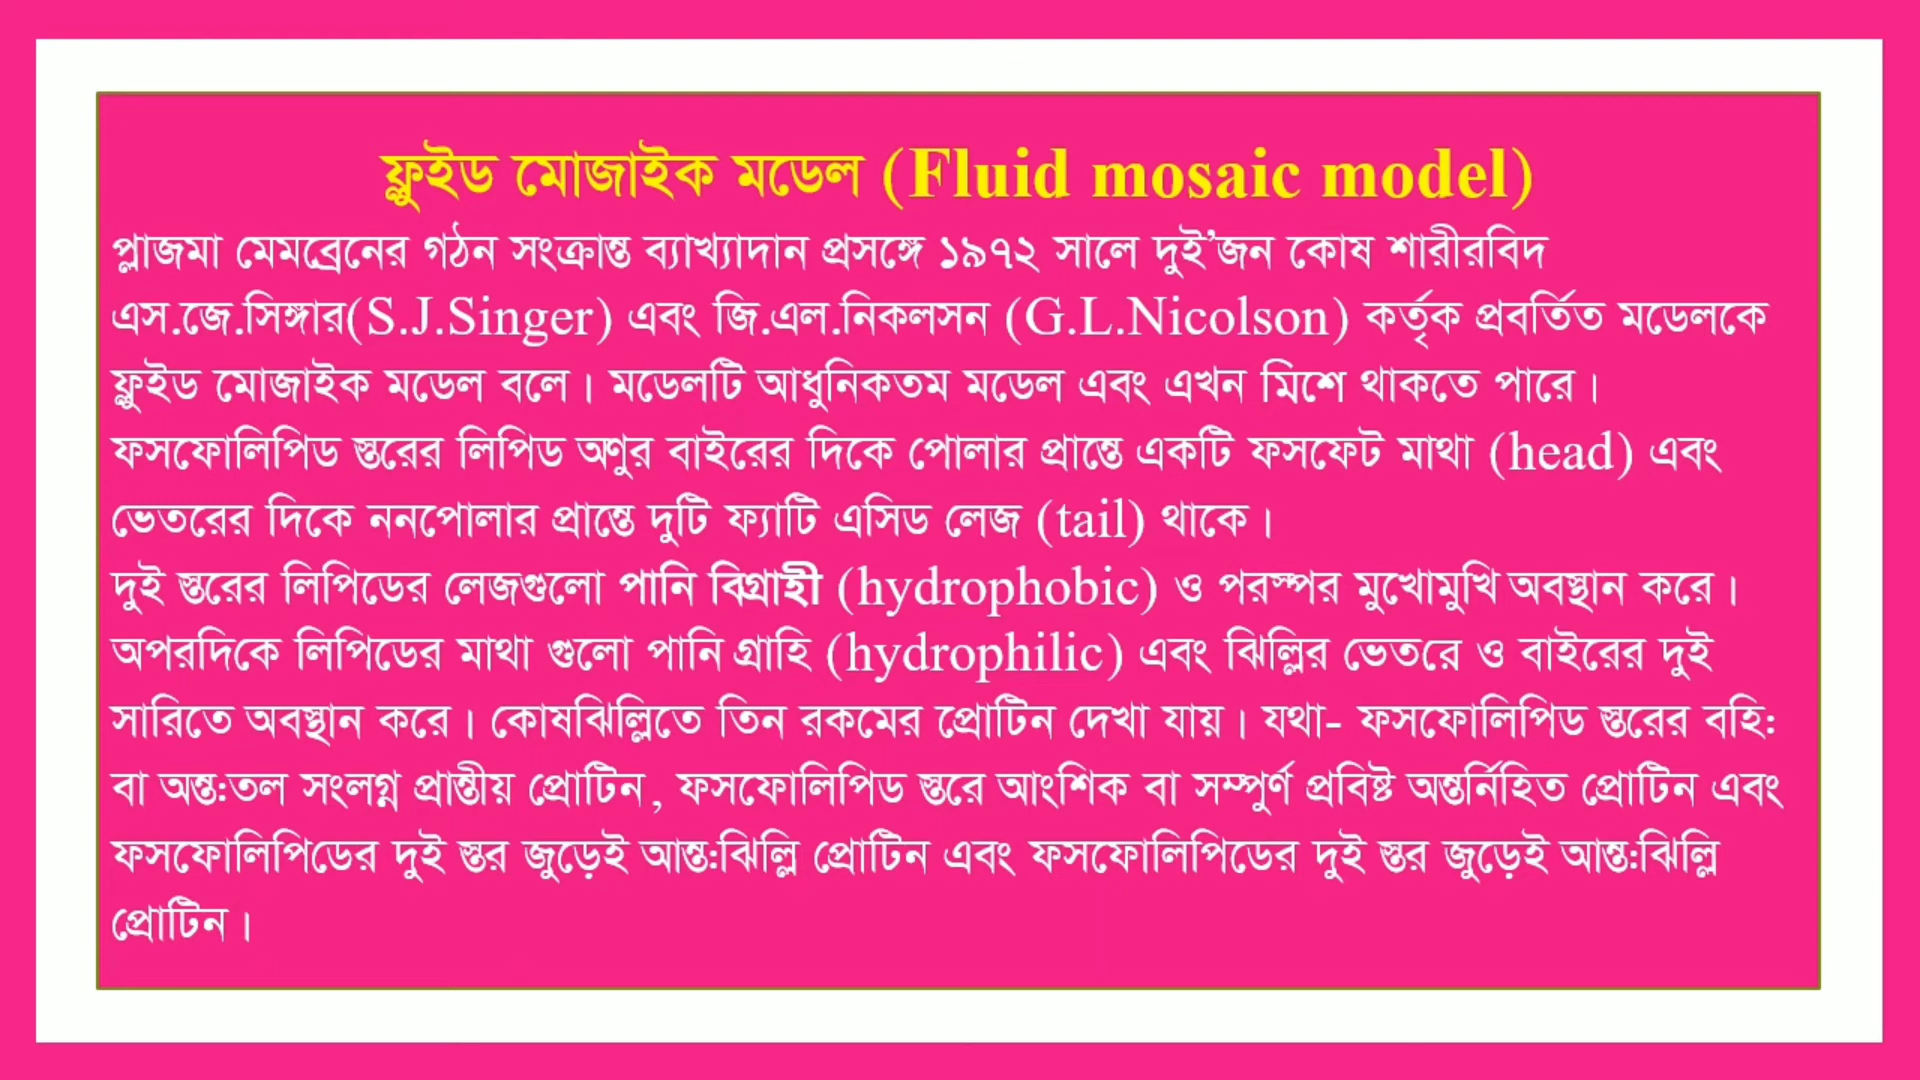 ফ্লুইড মোজাইক মডেল (Fluid mosaic model)
প্লাজমা মেমব্রেনের গঠন সংক্রান্ত ব্যাখ্যাদান প্রসঙ্গে ১৯৭২ সালে দুই’জন কোষ শারীরবিদ
এস.জে.সিঙ্গার(S.J.Singer) এবং জি.এল.নিকলসন (G.L.Nicolson) কর্তৃক প্রবর্তিত মডেলকে
ফ্লুইড মোজাইক মডেল বলে। মডেলটি আধুনিকতম মডেল এবং এখন মিশে থাকতে পারে।
ফসফোলিপিড স্তরের লিপিড অণুর বাইরের দিকে পোলার প্রান্তে একটি ফসফেট মাথা (head) এবং
ভেতরের দিকে ননপোলার প্রান্তে দুটি ফ্যাটি এসিড লেজ (tail) থাকে।
দুই স্তরের লিপিডের লেজগুলো পানি বিগ্রাহী (hydrophobic) ও পরস্পর মুখোমুখি অবস্থান করে।
অপরদিকে লিপিডের মাথা গুলো পানি গ্রাহি (hydrophilic) এবং ঝিল্লির ভেতরে ও বাইরের দুই
সারিতে অবস্থান করে। কোষঝিল্লিতে তিন রকমের প্রোটিন দেখা যায়। যথা- ফসফোলিপিড স্তরের বহি:
বা অন্ত:তল সংলগ্ন প্রান্তীয় প্রোটিন, ফসফোলিপিড স্তরে আংশিক বা সম্পুর্ণ প্রবিষ্ট অন্তর্নিহিত প্রোটিন এবং
ফসফোলিপিডের দুই স্তর জুড়েই আন্ত:ঝিল্লি প্রোটিন এবং ফসফোলিপিডের দুই স্তর জুড়েই আন্ত:ঝিল্লি
প্রোটিন।